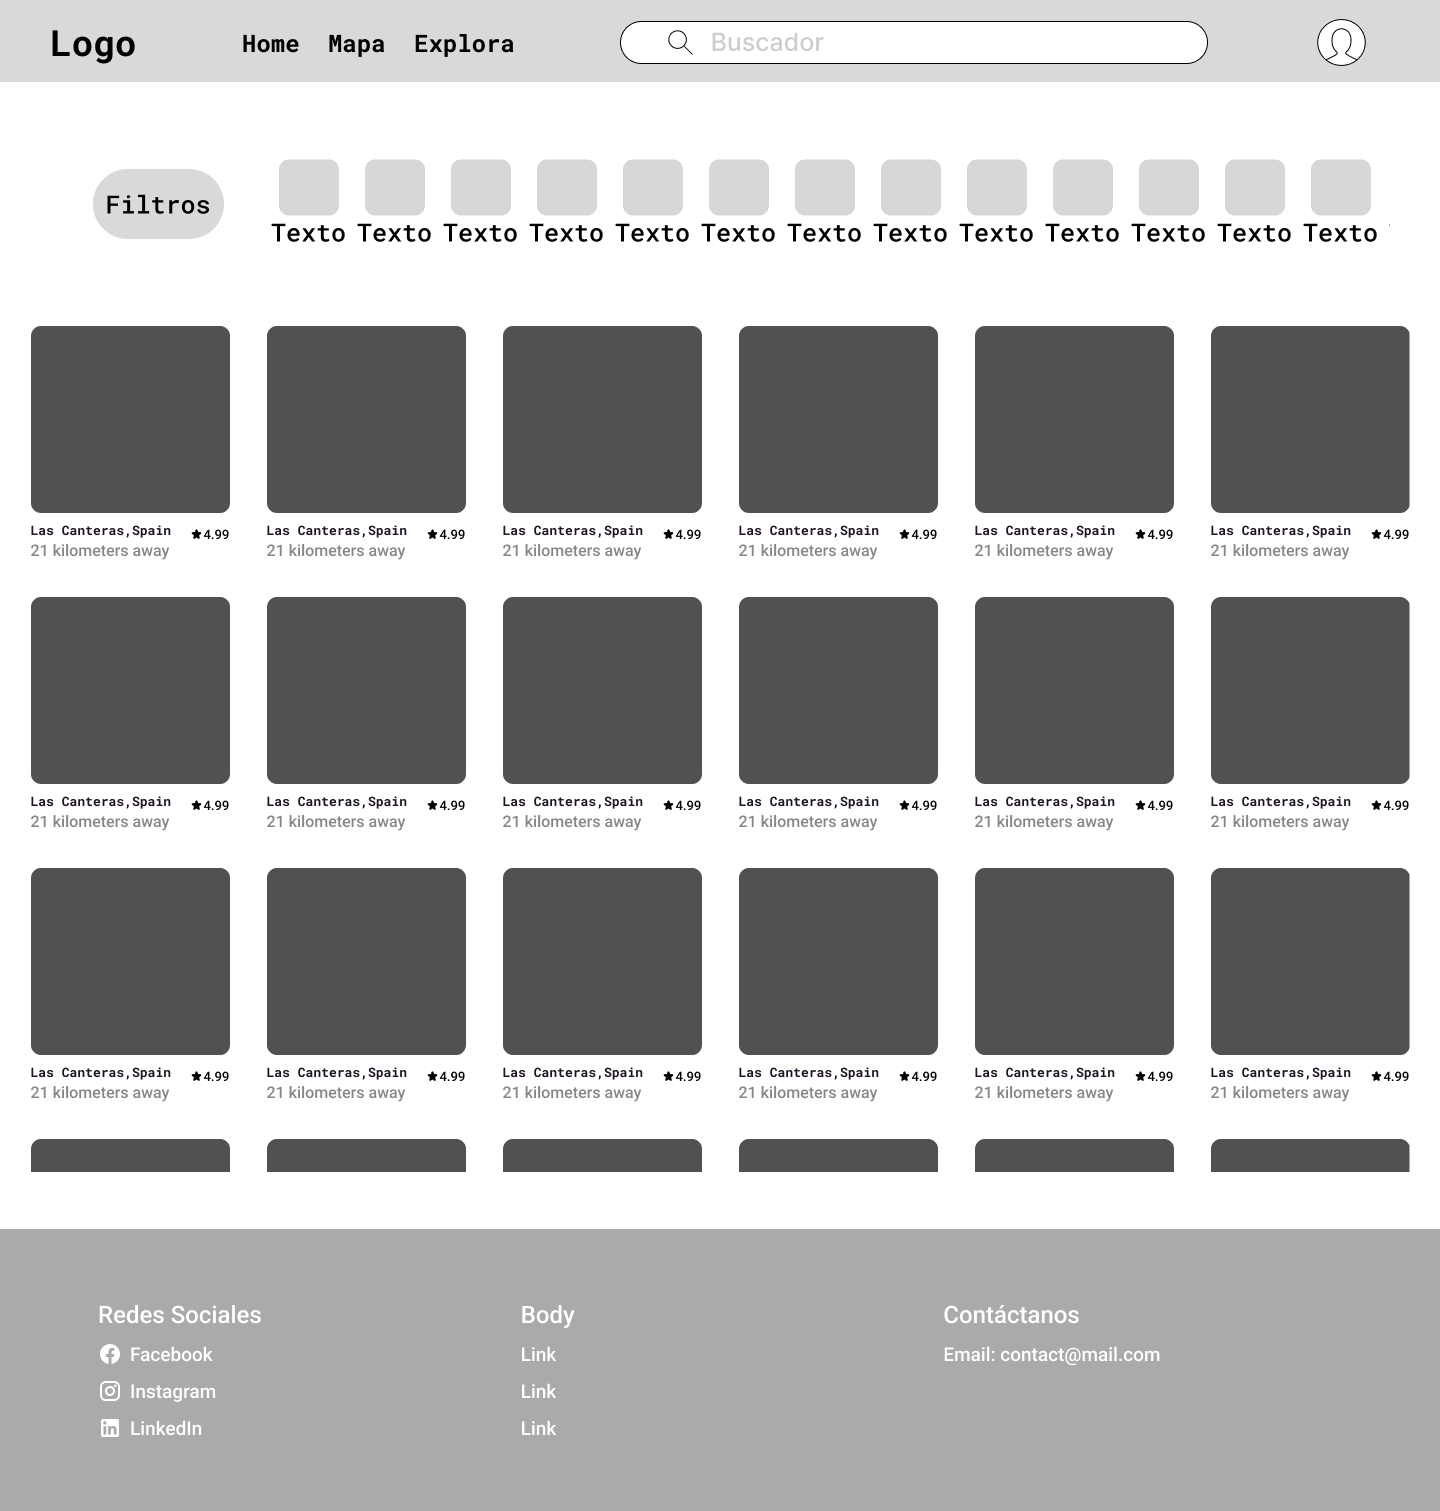 Logo Home Mapa Explora Buscador
Filtros
Texto Texto Texto Texto Texto Texto Texto Texto Texto Texto Texto Texto Texto
Las Canteras,Spain 4.99 Las Canteras,Spain 4.99 Las Canteras,Spain 4.99 Las Canteras,Spain 4.99 Las Canteras,Spain 4.99 Las Canteras,Spain 4.99
21 kilometers away 21 kilometers away 21 kilometers away 21 kilometers away 21 kilometers away 21 kilometers away
Las Canteras,Spain 4.99 Las Canteras,Spain 4.99 Las Canteras,Spain 4.99 Las Canteras,Spain 4.99 Las Canteras,Spain 4.99 Las Canteras,Spain 4.99
21 kilometers away 21 kilometers away 21 kilometers away 21 kilometers away 21 kilometers away 21 kilometers away
Las Canteras,Spain 4.99 Las Canteras,Spain 4.99 Las Canteras,Spain 4.99 Las Canteras,Spain 4.99 Las Canteras,Spain 4.99 Las Canteras,Spain 4.99
21 kilometers away 21 kilometers away 21 kilometers away 21 kilometers away 21 kilometers away 21 kilometers away
Redes Sociales
Facebook
Instagram
LinkedIn
Body
Link
Link
Link
Contáctanos
Email: contact@mail.com